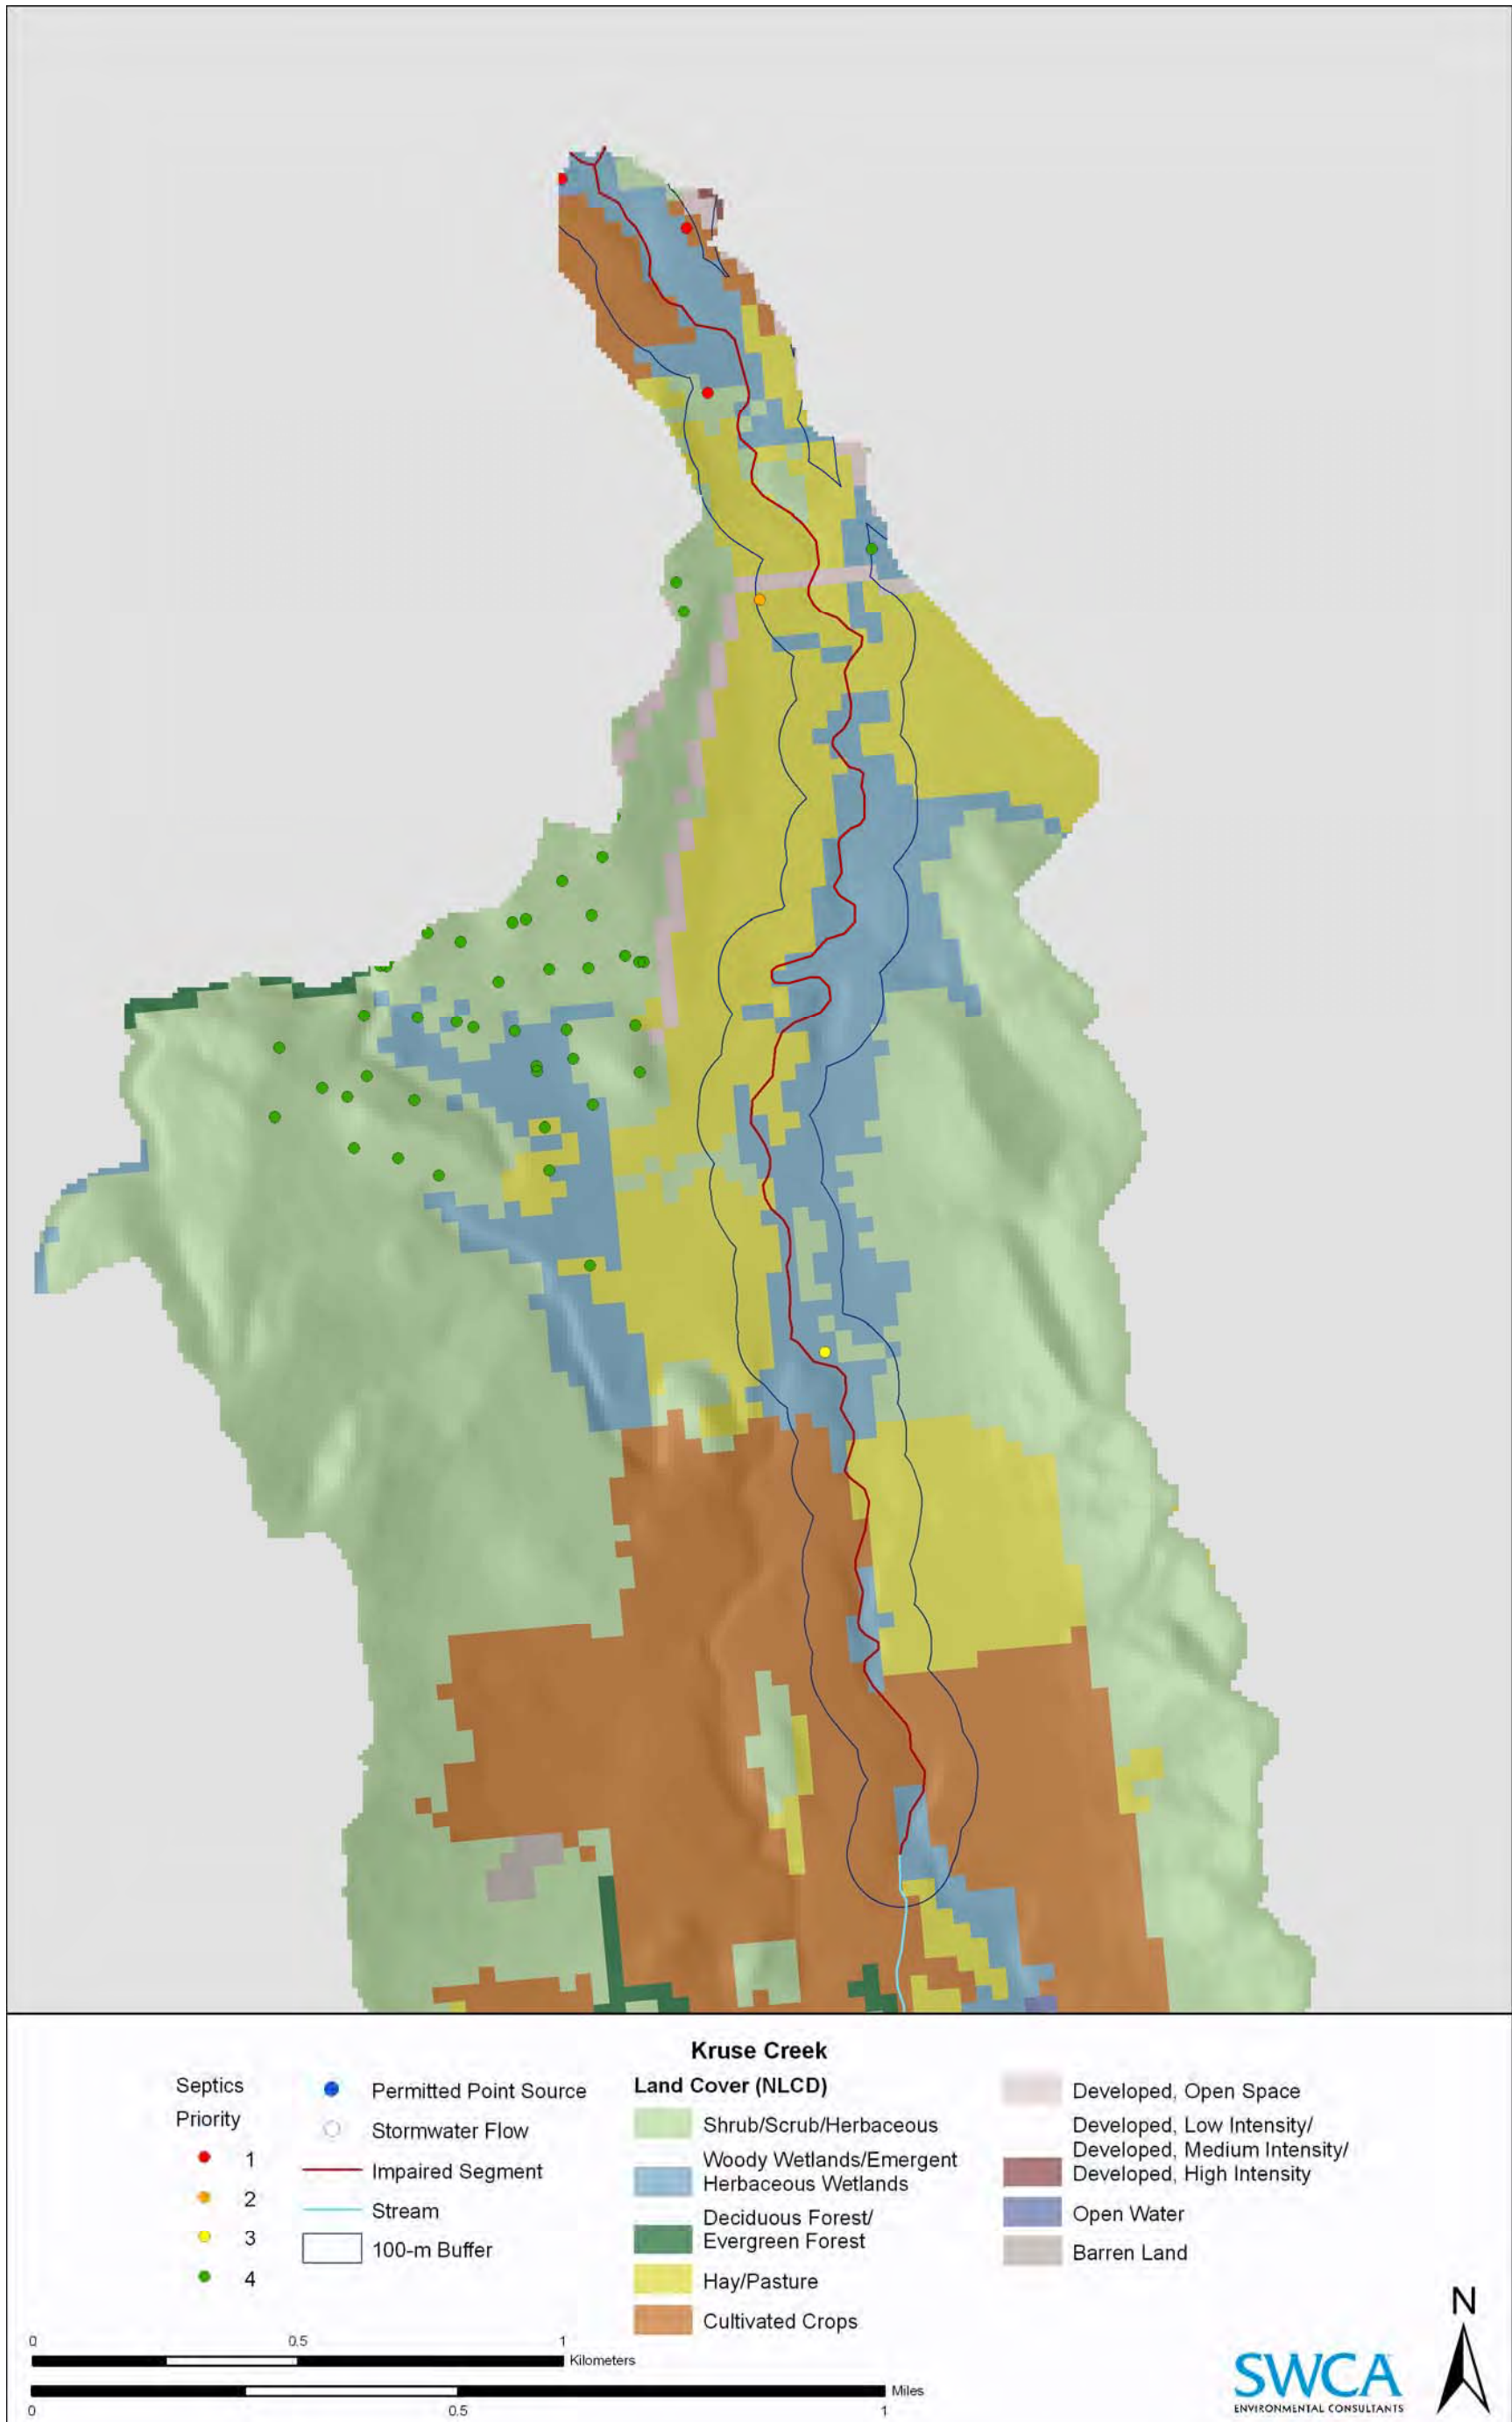 Kruse Creek
Septics
Priority
1
2
3
4
Permitted Point Source
Stormwater Flow
Impaired Segment
Stream
100-m Buffer
Land Cover (NLCD)
Shrub/Scrub/Herbaceous
Woody Wetlands/Emergent
Herbaceous Wetlands
Deciduous Forest/
Evergreen Forest
Hay/Pasture
Cultivated Crops
Developed, Open Space
Developed, Low Intensity/
Developed, Medium Intensity/
Developed, High Intensity
Open Water
Barren Land
0 0.5 1
Kilometers
Miles
0 0.5 1
N
SWCA
ENVIRONMENTAL CONSULTANTS